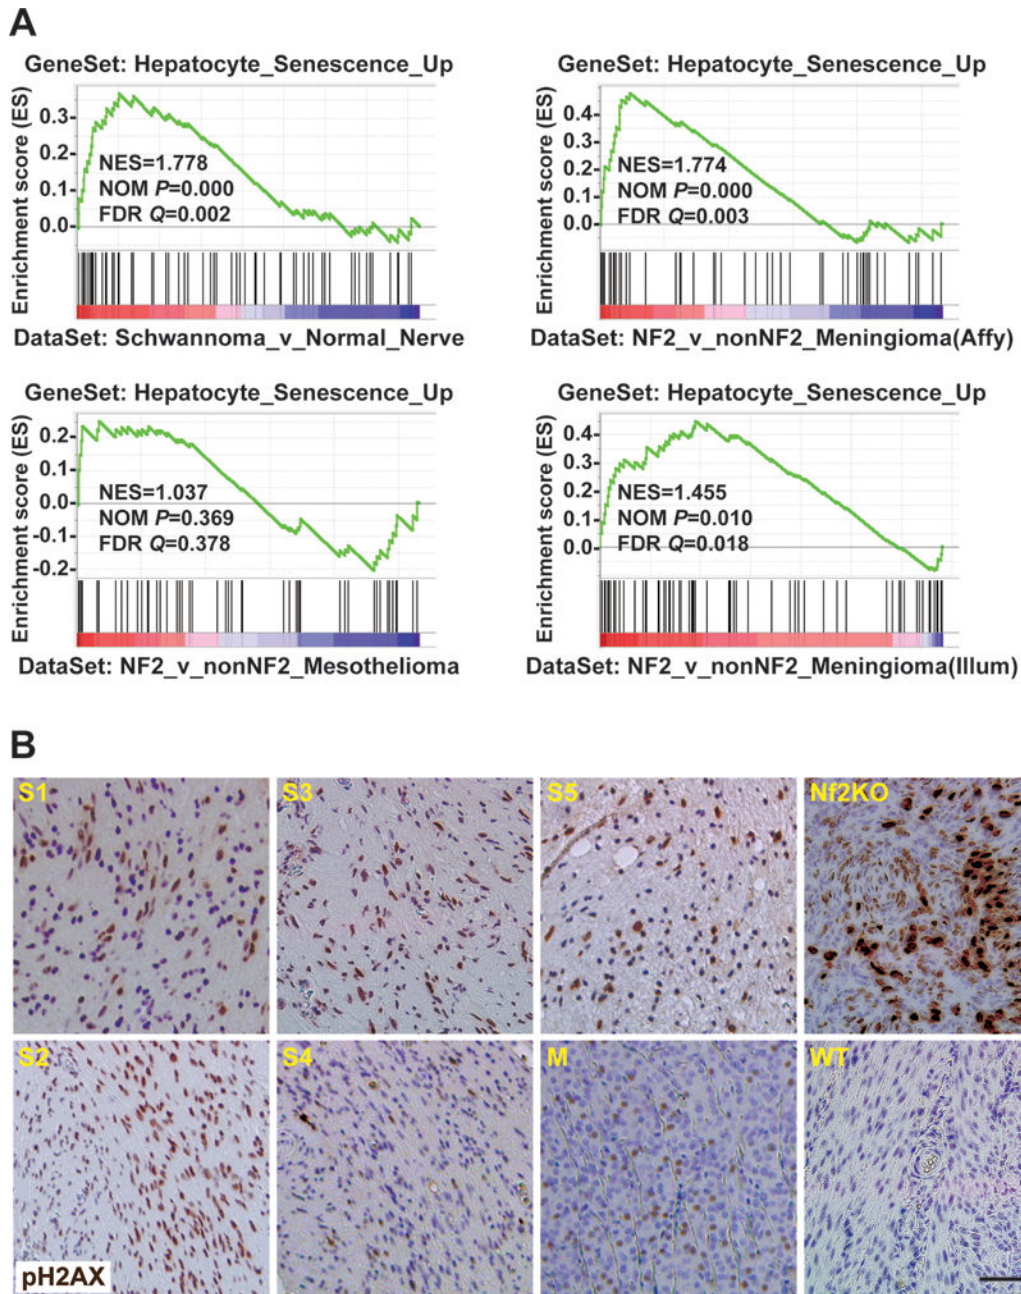 A
GeneSet: Hepatocyte_Senescence_Up
Enrichment score (ES)
0.3
0.2
0.1
0.0
NES=1.778
NOM P=0.000
FDR Q=0.002
DataSet: Schwannoma_v_Normal_Nerve
GeneSet: Hepatocyte_Senescence_Up
Enrichment score (ES)
0.4
0.3
0.2
0.1
0.0
NES=1.774
NOM P=0.000
FDR Q=0.003
DataSet: NF2_v_nonNF2_Meningioma(Affy)
GeneSet: Hepatocyte_Senescence_Up
Enrichment score (ES)
0.2
0.1
0.0
-0.1
-0.2
NES=1.037
NOM P=0.369
FDR Q=0.378
DataSet: NF2_v_nonNF2_Mesothelioma
GeneSet: Hepatocyte_Senescence_Up
Enrichment score (ES)
0.4
0.3
0.2
0.1
0.0
NES=1.455
NOM P=0.010
FDR Q=0.018
DataSet: NF2_v_nonNF2_Meningioma(Illum)
B
S1
S3
S5
Nf2KO
S2
S4
M
WT
pH2AX